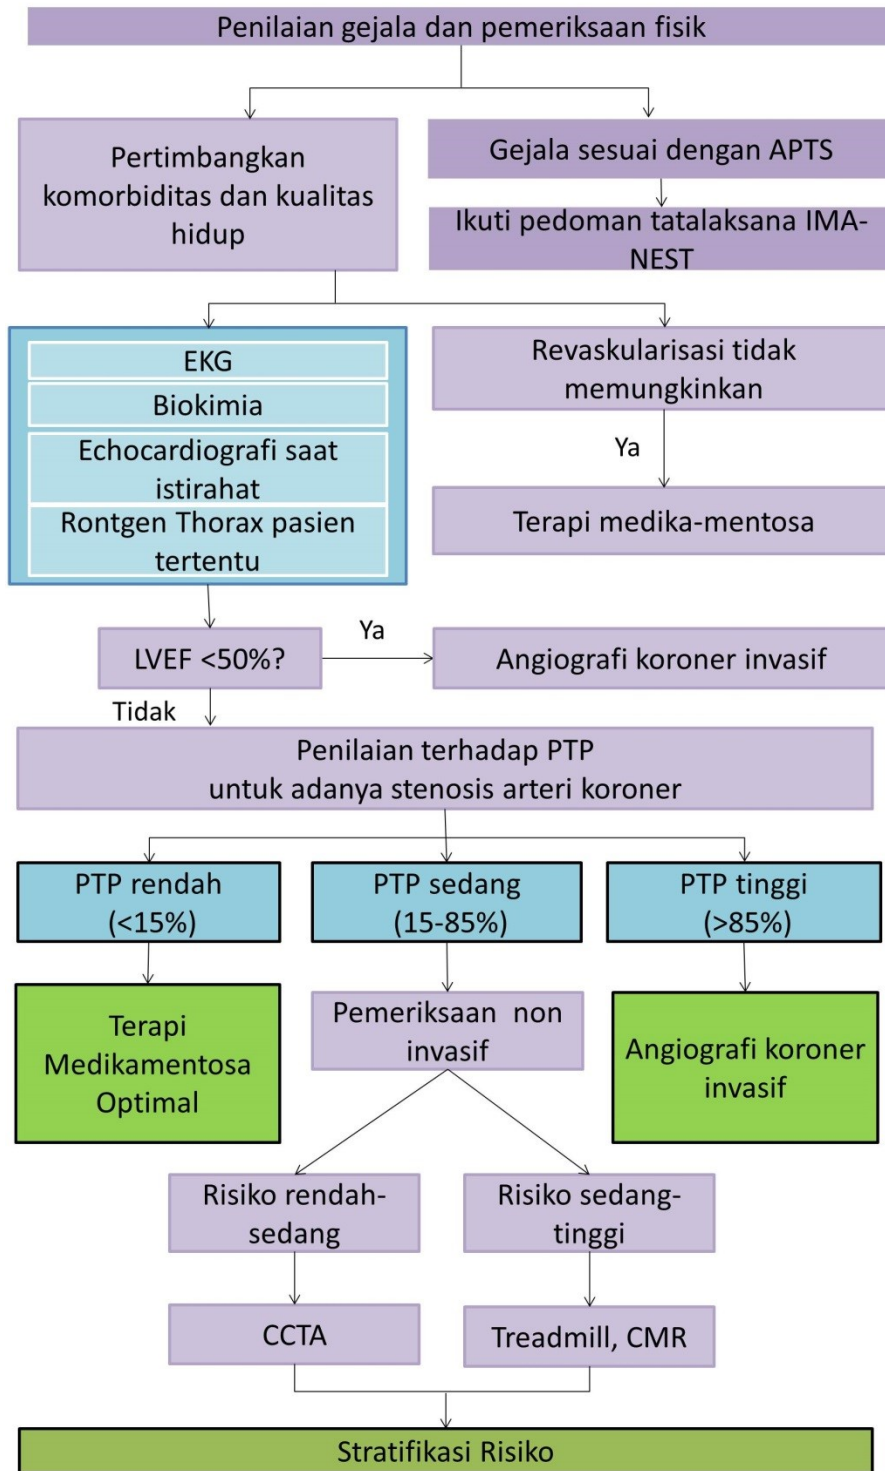 Penilaian gejala dan pemeriksaan fisik
Pertimbangkan
komorbiditas dan kualitas
hidup
Gejala sesuai dengan APTS
Ikuti pedoman tatalaksana IMA-
NEST
EKG
Biokimia
Echocardiografi saat
istirahat
Rontgen Thorax pasien
tertentu
Revaskularisasi tidak
memungkinkan
Ya
Terapi medika-mentosa
LVEF <50%?
Ya
Angiografi koroner invasif
Tidak
Penilaian terhadap PTP
untuk adanya stenosis arteri koroner
PTP rendah
(<15%)
PTP sedang
(15-85%)
PTP tinggi
(>85%)
Terapi
Medikamentosa
Optimal
Pemeriksaan non
invasif
Angiografi koroner
invasif
Risiko rendah-
sedang
Risiko sedang-
tinggi
CCTA
Treadmill, CMR
Stratifikasi Risiko